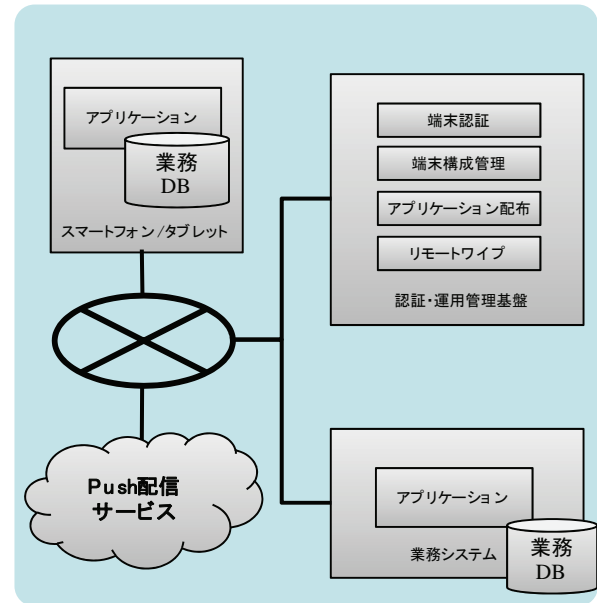 アプリケーション
業務
DB
スマートフォン/タブレット
端末認証
端末構成管理
アプリケーション配布
リモートワイプ
認証・運用管理基盤
Push配信
サービス
アプリケーション
業務システム
業務
DB